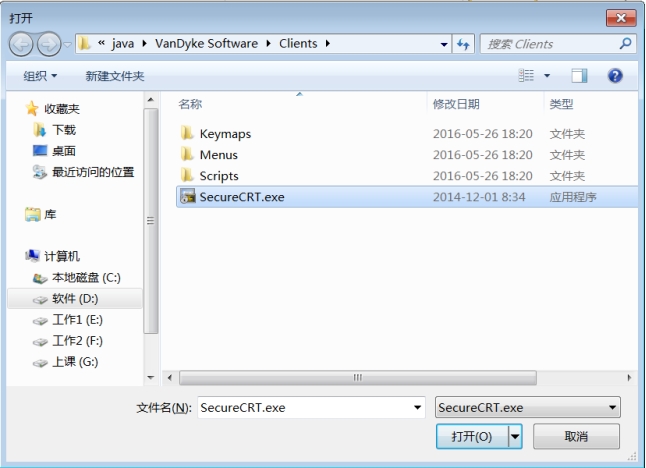 打开
« java ▸ VanDyke Software ▸ Clients ▸
搜索 Clients
组织 ▾ 新建文件夹
收藏夹
下载
桌面
最近访问的位置
库
计算机
本地磁盘 (C:)
软件 (D:)
工作1 (E:)
工作2 (F:)
上课 (G:)
名称 修改日期 类型
Keymaps 2016-05-26 18:20 文件夹
Menus 2016-05-26 18:20 文件夹
Scripts 2016-05-26 18:20 文件夹
SecureCRT.exe 2014-12-01 8:34 应用程序
文件名(N): SecureCRT.exe SecureCRT.exe
打开(O) 取消